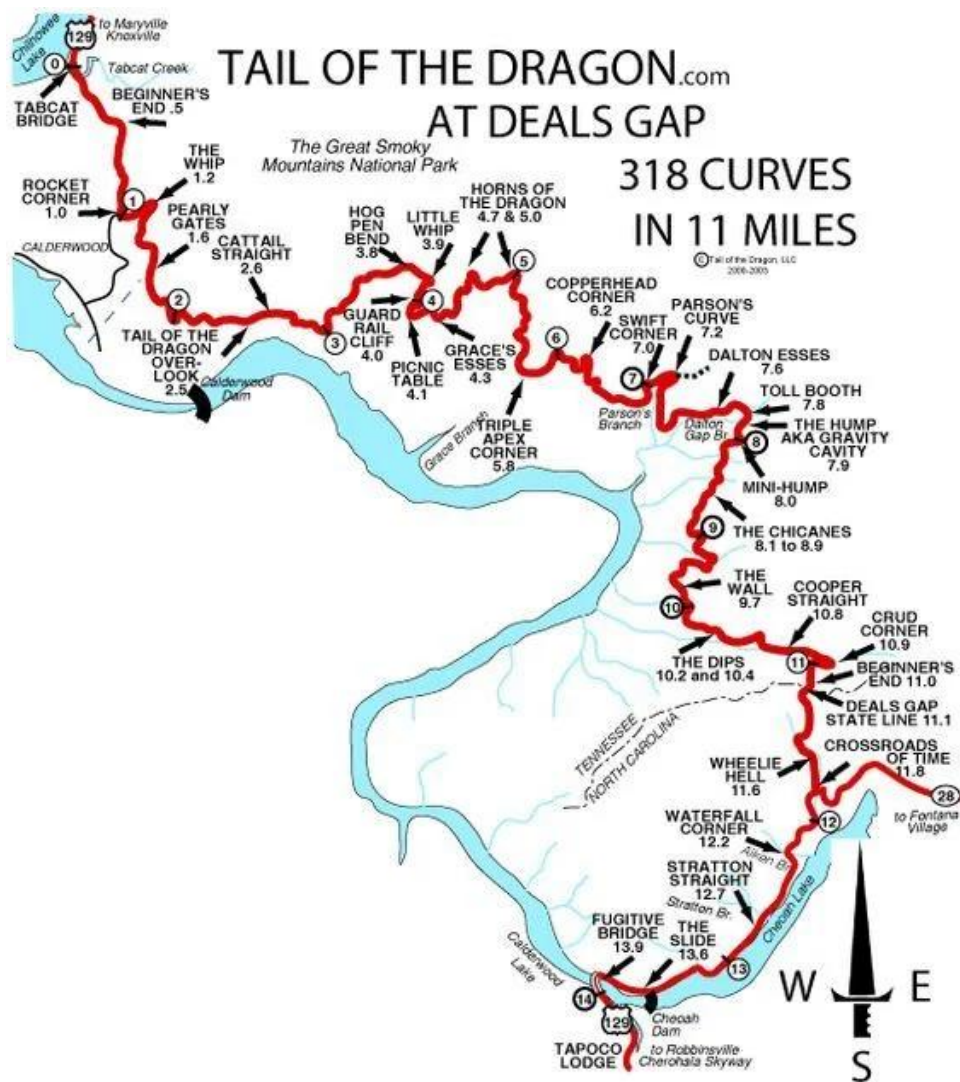 TAIL OF THE DRAGON.com
AT DEALS GAP
318 CURVES
IN 11 MILES
© Tail of the Dragon, LLC
2000-2005
to Maryville
Knoxville
129
Chilhowee
Lake
0
Tabcat Creek
TABCAT
BRIDGE
BEGINNER'S
END .5
The Great Smoky
Mountains National Park
THE
WHIP
1.2
ROCKET
CORNER
1.0
1
PEARLY
GATES
1.6
CALDERWOOD
CATTAIL
STRAIGHT
2.6
2
TAIL OF THE
DRAGON
OVER-
LOOK
2.5
Calderwood
Dam
3
HOG
PEN
BEND
3.8
LITTLE
WHIP
3.9
HORNS OF
THE DRAGON
4.7 & 5.0
GUARD
RAIL
CLIFF
4.0
4
PICNIC
TABLE
4.1
GRACE'S
ESSES
4.3
5
Grace Branch
TRIPLE
APEX
CORNER
5.8
6
COPPERHEAD
CORNER
6.2
SWIFT
CORNER
7.0
7
PARSON'S
CURVE
7.2
Parson's
Branch
DALTON ESSES
7.6
Dalton
Gap Br.
TOLL BOOTH
7.8
THE HUMP
AKA GRAVITY
CAVITY
7.9
8
MINI-HUMP
8.0
9
THE CHICANES
8.1 to 8.9
THE
WALL
9.7
10
COOPER
STRAIGHT
10.8
THE DIPS
10.2 and 10.4
11
CRUD
CORNER
10.9
BEGINNER'S
END 11.0
DEALS GAP
STATE LINE 11.1
TENNESSEE
NORTH CAROLINA
WHEELIE
HELL
11.6
CROSSROADS
OF TIME
11.8
28
to Fontana
Village
12
WATERFALL
CORNER
12.2
Aiken Br.
STRATTON
STRAIGHT
12.7
Stratton Br.
Cheoah Lake
13
FUGITIVE
BRIDGE
13.9
THE
SLIDE
13.6
Calderwood
Lake
14
129
Cheoah
Dam
TAPOCO
LODGE
to Robbinsville
Cherohala Skyway
W
E
S